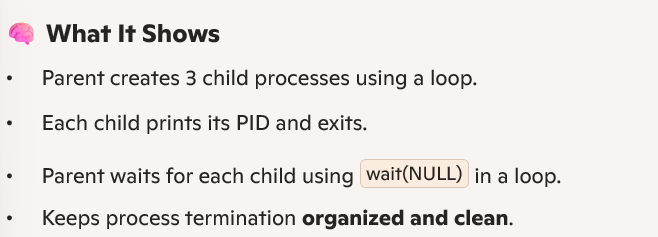 🧠 What It Shows
• Parent creates 3 child processes using a loop.
• Each child prints its PID and exits.
• Parent waits for each child using wait(NULL) in a loop.
• Keeps process termination organized and clean.